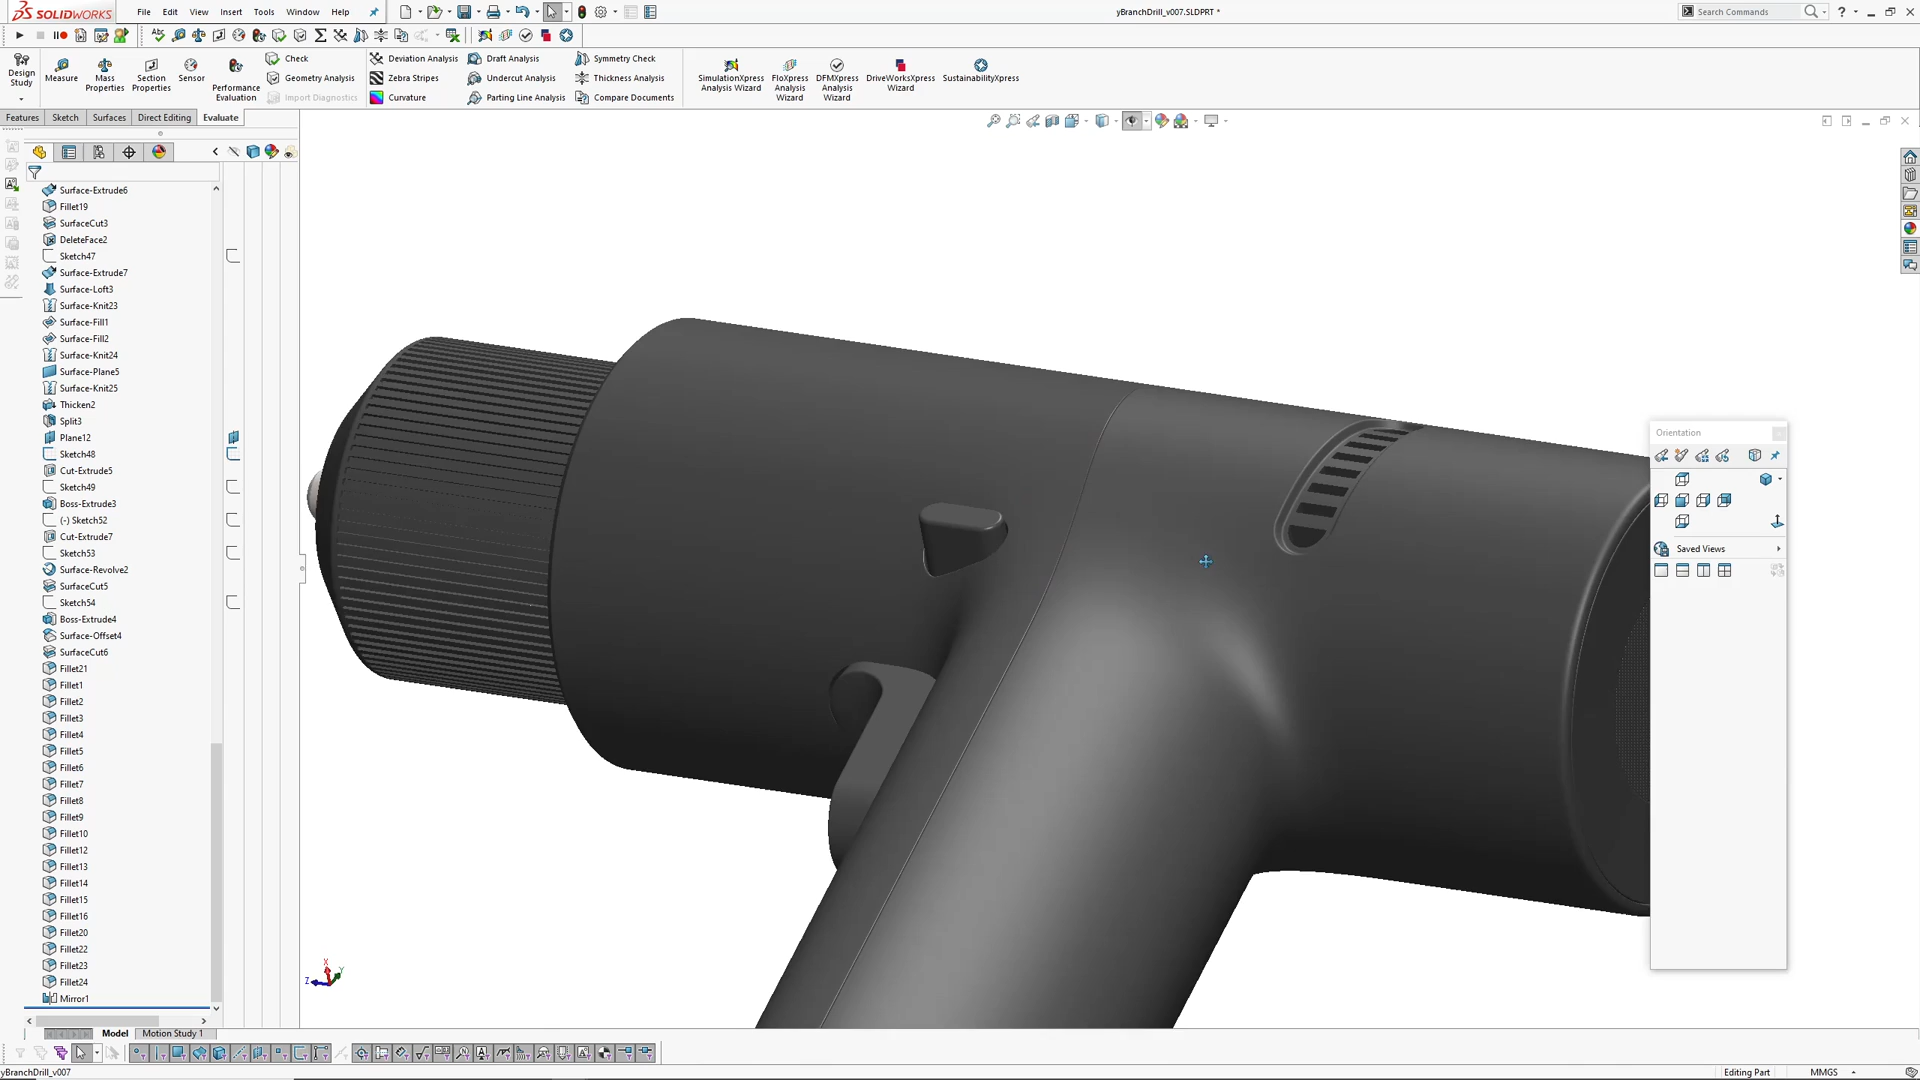 SOLIDWORKS File Edit View Insert Tools Window Help
yBranchDrill_v007.SLDPRT *
Search Commands
Design Study
Measure
Mass Properties
Section Properties
Sensor
Performance Evaluation
Check
Geometry Analysis
Import Diagnostics
Deviation Analysis
Zebra Stripes
Curvature
Draft Analysis
Undercut Analysis
Parting Line Analysis
Symmetry Check
Thickness Analysis
Compare Documents
SimulationXpress Analysis Wizard
FloXpress Analysis Wizard
DFMXpress Analysis Wizard
DriveWorksXpress Wizard
SustainabilityXpress
Features Sketch Surfaces Direct Editing Evaluate
Surface-Extrude6
Fillet19
SurfaceCut3
DeleteFace2
Sketch47
Surface-Extrude7
Surface-Loft3
Surface-Knit23
Surface-Fill1
Surface-Fill2
Surface-Knit24
Surface-Plane5
Surface-Knit25
Thicken2
Split3
Plane12
Sketch48
Cut-Extrude5
Sketch49
Boss-Extrude3
(-) Sketch52
Cut-Extrude7
Sketch53
Surface-Revolve2
SurfaceCut5
Sketch54
Boss-Extrude4
Surface-Offset4
SurfaceCut6
Fillet21
Fillet1
Fillet2
Fillet3
Fillet4
Fillet5
Fillet6
Fillet7
Fillet8
Fillet9
Fillet10
Fillet12
Fillet13
Fillet14
Fillet15
Fillet16
Fillet20
Fillet22
Fillet23
Fillet24
Mirror1
Orientation
Saved Views
X
Y
Z
Model Motion Study 1
yBranchDrill_v007
Editing Part
MMGS